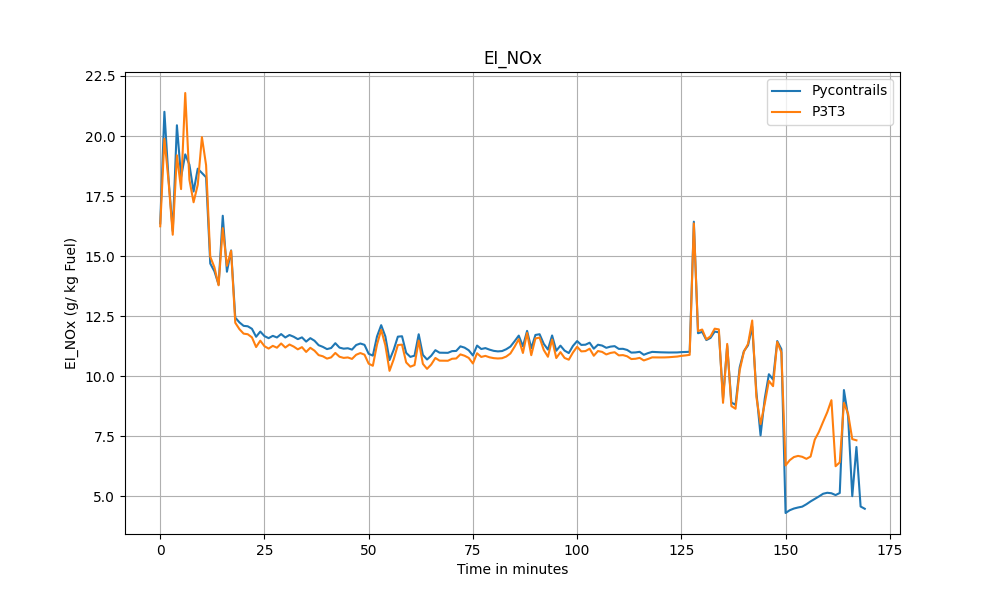 EI_NOx
Pycontrails
P3T3
EI_NOx (g/ kg Fuel)
22.5
20.0
17.5
15.0
12.5
10.0
7.5
5.0
0 25 50 75 100 125 150 175
Time in minutes